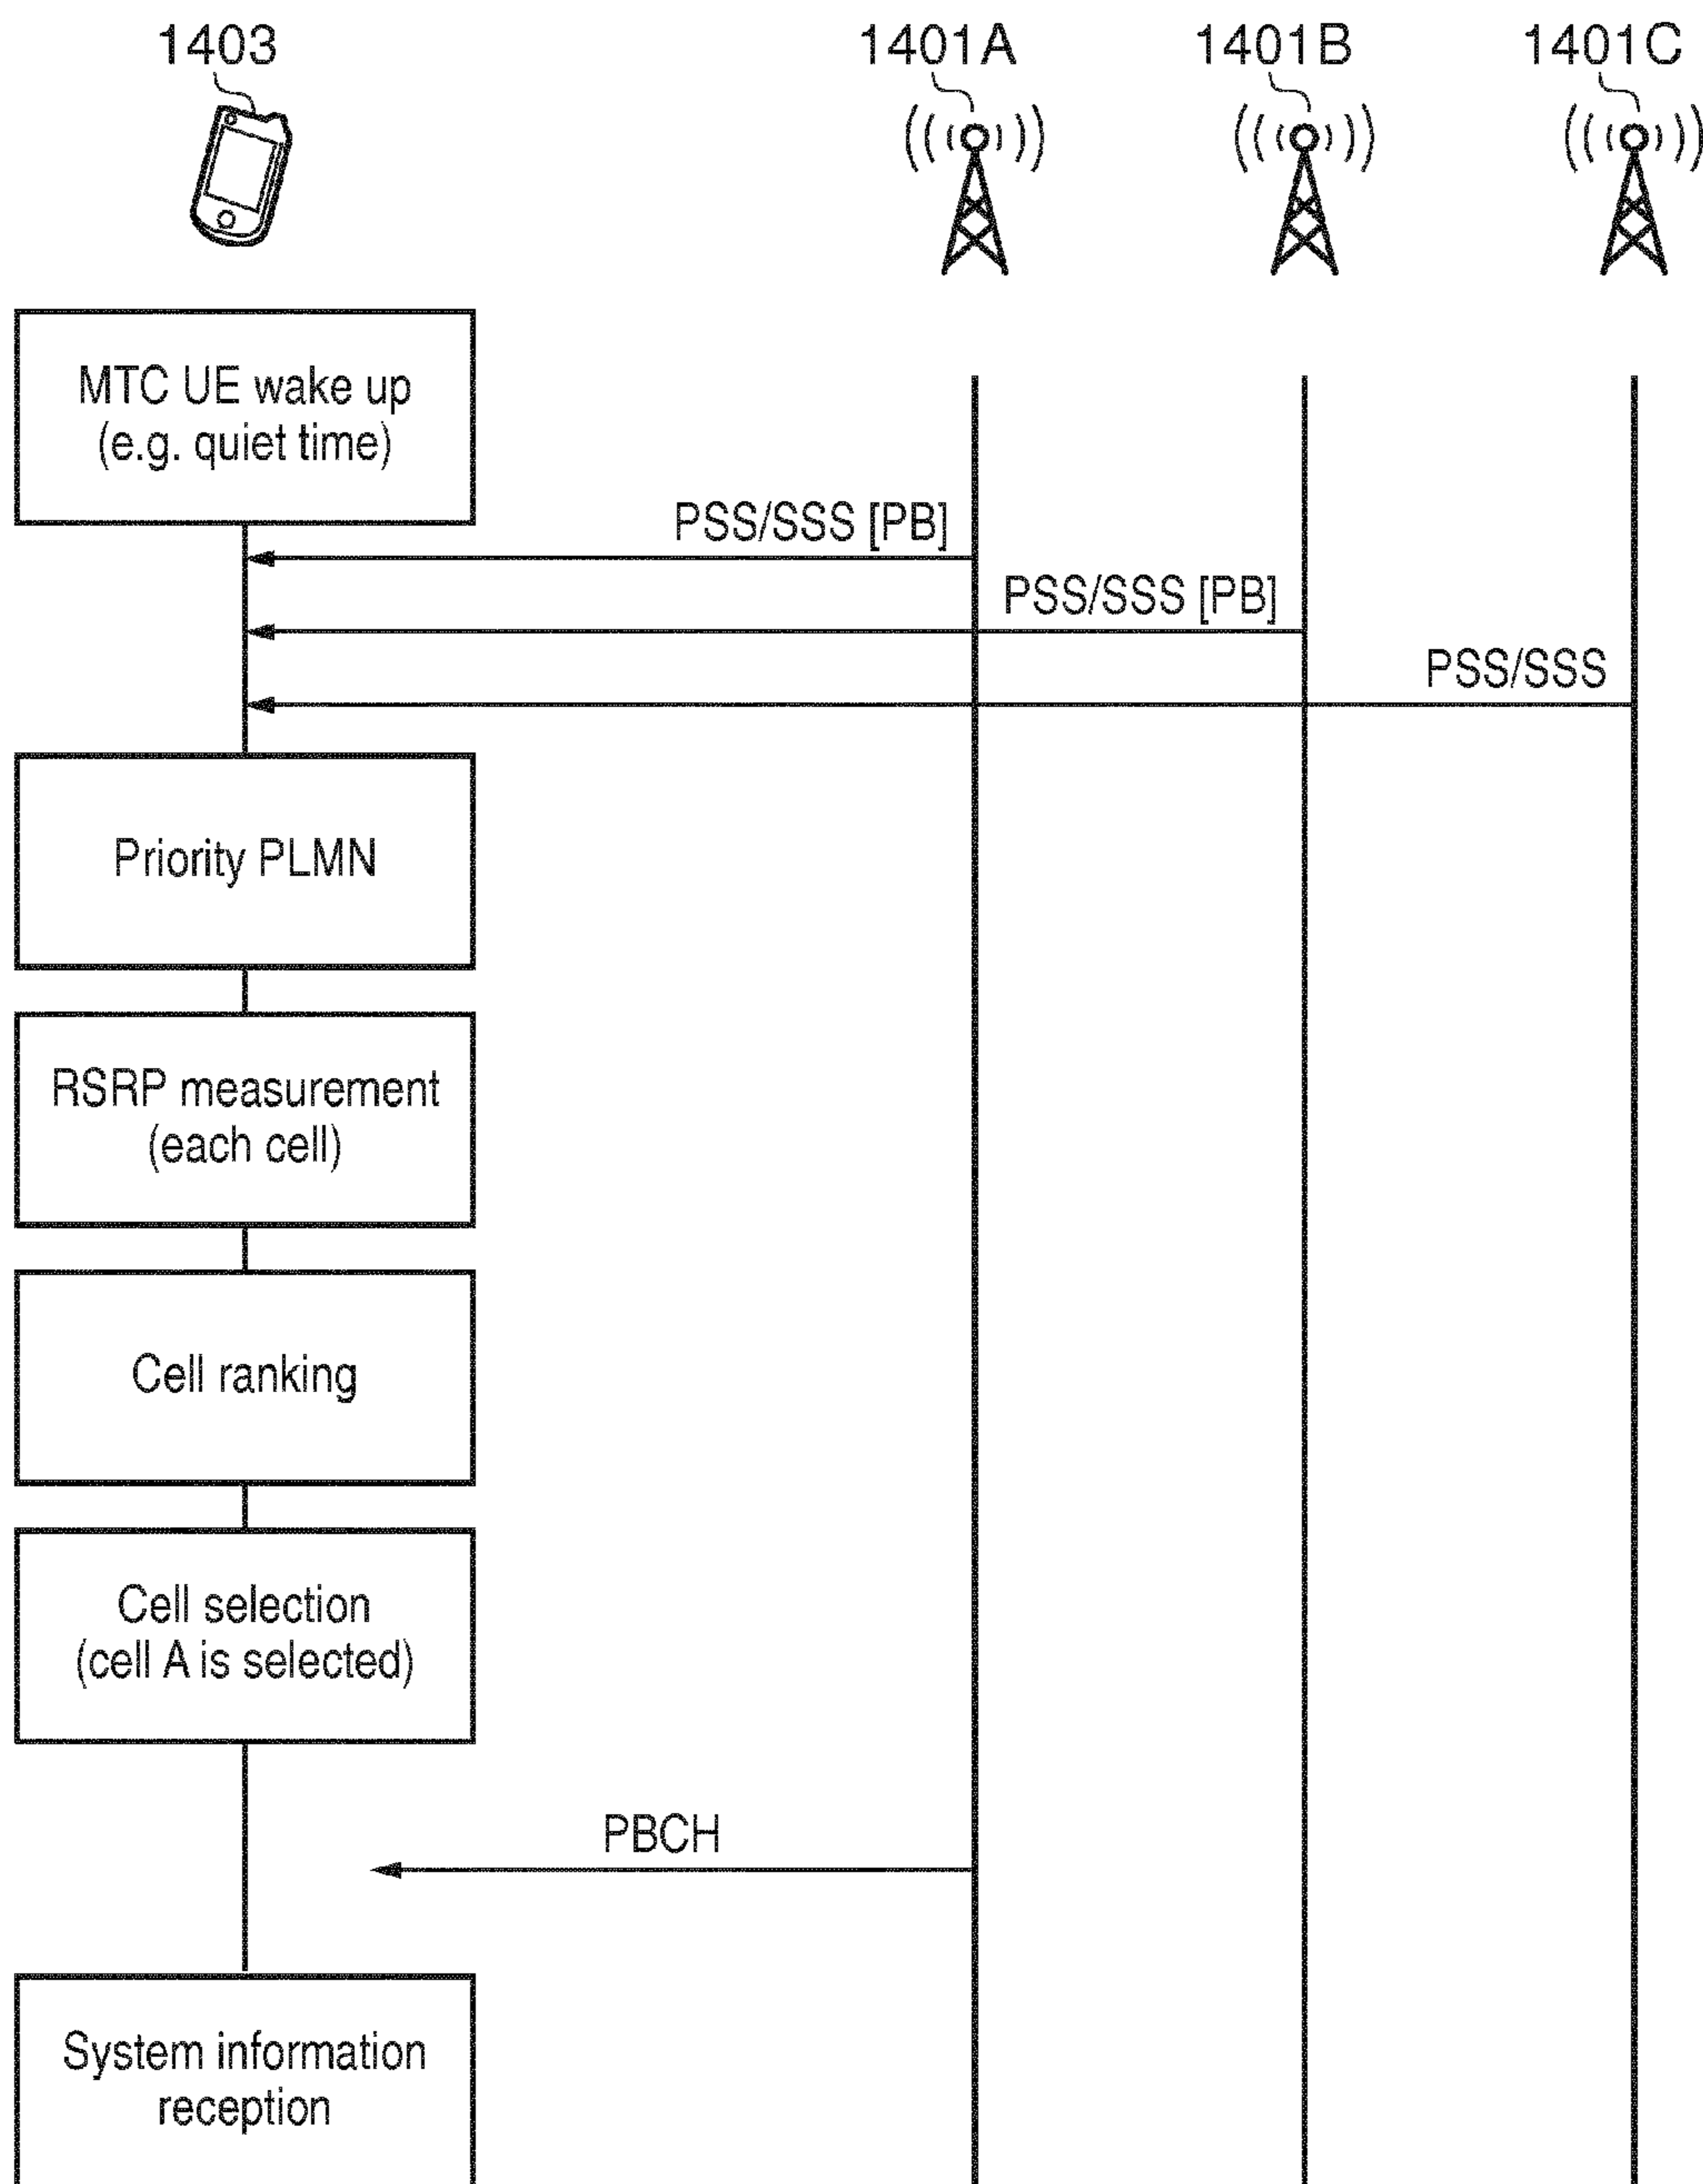 1403
1401A
1401B
1401C
MTC UE wake up
(e.g. quiet time)
PSS/SSS [PB]
PSS/SSS [PB]
PSS/SSS
Priority PLMN
RSRP measurement
(each cell)
Cell ranking
Cell selection
(cell A is selected)
PBCH
System information
reception